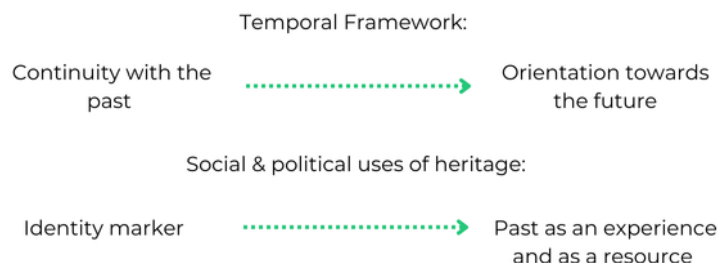 Temporal Framework:
Continuity with the
past
Orientation towards
the future
Social & political uses of heritage:
Identity marker
Past as an experience
and as a resource